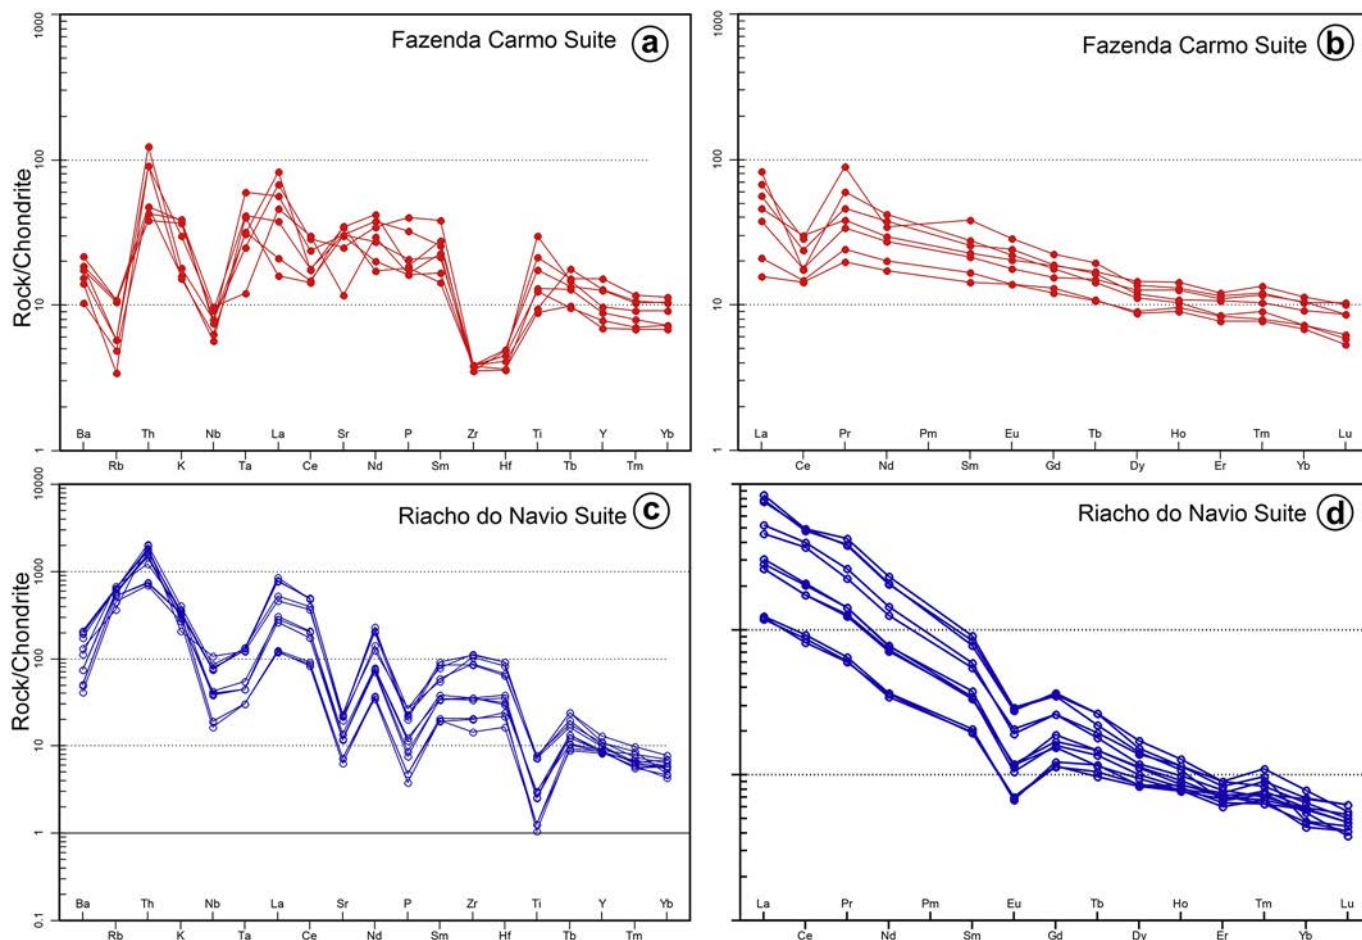 Fazenda Carmo Suite a
1000
100
10
1
Rock/Chondrite
Ba Th Nb La Sr P Zr Ti Y Yb
Rb K Ta Ce Nd Sm Hf Tb Tm
Fazenda Carmo Suite b
1000
100
10
1
La Pr Pm Eu Tb Ho Tm Lu
Ce Nd Sm Gd Dy Er Yb
Riacho do Navio Suite c
10000
1000
100
10
1
0.1
Rock/Chondrite
Ba Th Nb La Sr P Zr Ti Y Yb
Rb K Ta Ce Nd Sm Hf Tb Tm
Riacho do Navio Suite d
La Pr Pm Eu Tb Ho Tm Lu
Ce Nd Sm Gd Dy Er Yb